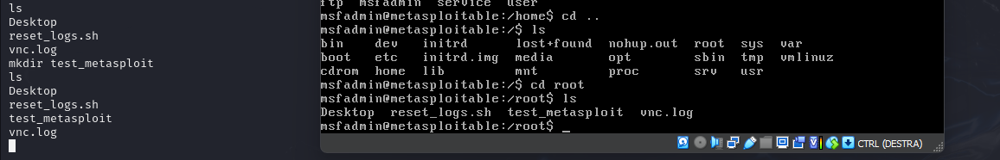 ls
Desktop
reset_logs.sh
vnc.log
mkdir test_metasploit
ls
Desktop
reset_logs.sh
test_metasploit
vnc.log
ftp msfadmin service user
msfadmin@metasploitable:/home$ cd ..
msfadmin@metasploitable:/$ ls
bin dev initrd lost+found nohup.out root sys var
boot etc initrd.img media opt sbin tmp vmlinuz
cdrom home lib mnt proc srv usr
msfadmin@metasploitable:/$ cd root
msfadmin@metasploitable:/root$ ls
Desktop reset_logs.sh test_metasploit vnc.log
msfadmin@metasploitable:/root$ _
CTRL (DESTRA)